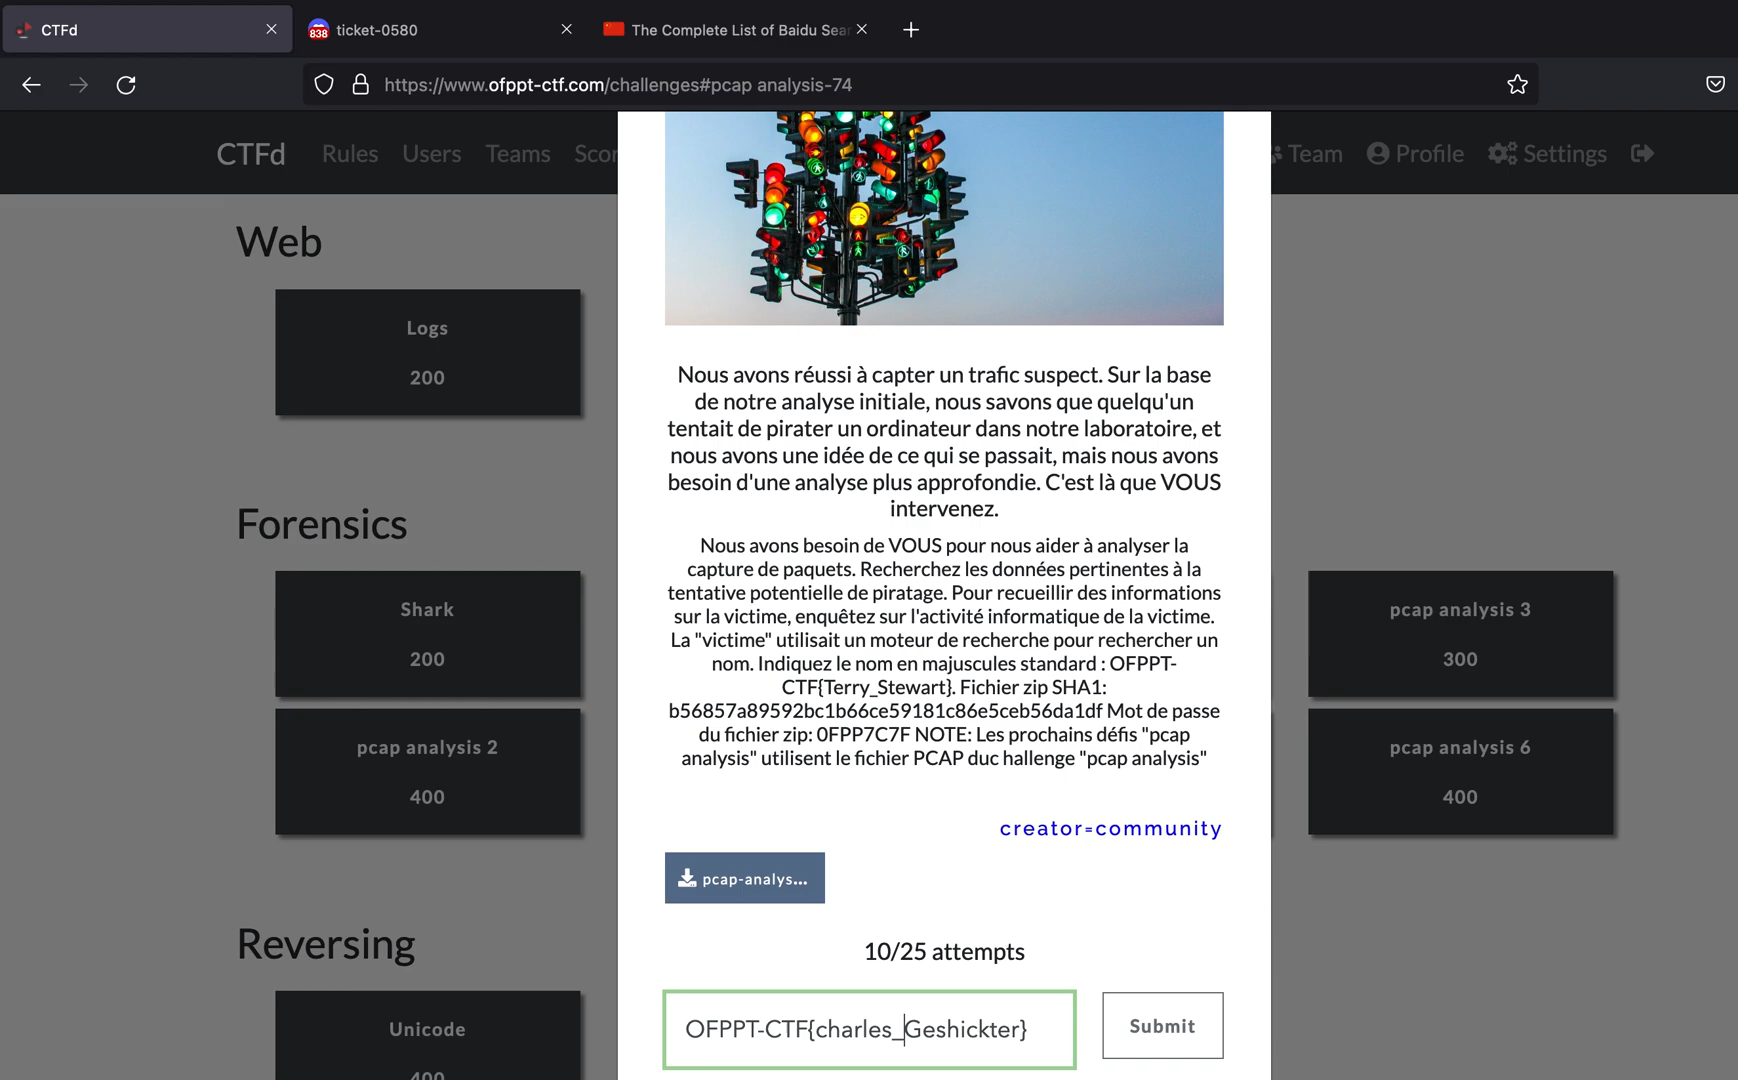 CTFd
ticket-0580
The Complete List of Baidu Sear
838
https://www.ofppt-ctf.com/challenges#pcap analysis-74
CTFd Rules Users Teams Scor
Team Profile Settings
Web
Logs
200
Forensics
Shark
200
pcap analysis 3
300
pcap analysis 2
400
pcap analysis 6
400
Reversing
Unicode
400
Nous avons réussi à capter un trafic suspect. Sur la base
de notre analyse initiale, nous savons que quelqu'un
tentait de pirater un ordinateur dans notre laboratoire, et
nous avons une idée de ce qui se passait, mais nous avons
besoin d'une analyse plus approfondie. C'est là que VOUS
intervenez.
Nous avons besoin de VOUS pour nous aider à analyser la
capture de paquets. Recherchez les données pertinentes à la
tentative potentielle de piratage. Pour recueillir des informations
sur la victime, enquêtez sur l'activité informatique de la victime.
La "victime" utilisait un moteur de recherche pour rechercher un
nom. Indiquez le nom en majuscules standard : OFPPT-
CTF{Terry_Stewart}. Fichier zip SHA1:
b56857a89592bc1b66ce59181c86e5ceb56da1df Mot de passe
du fichier zip: 0FPP7C7F NOTE: Les prochains défis "pcap
analysis" utilisent le fichier PCAP duc hallenge "pcap analysis"
creator=community
pcap-analys...
10/25 attempts
OFPPT-CTF{charles_Geshickter}
Submit